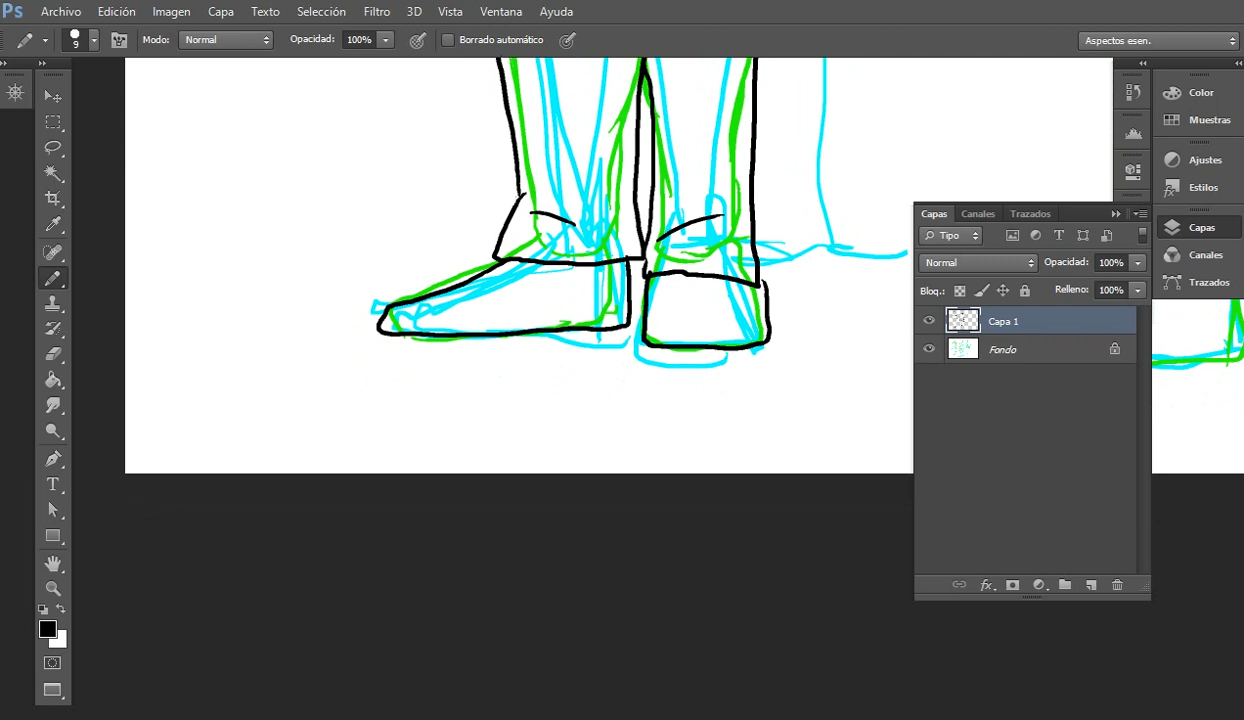 Ps Archivo Edición Imagen Capa Texto Selección Filtro 3D Vista Ventana Ayuda
9 Modo: Normal Opacidad: 100% Borrado automático Aspectos esen.
Color
Muestras
Ajustes
Estilos
Capas
Canales
Trazados
Capas Canales Trazados
Tipo
Normal Opacidad: 100%
Bloq.: Relleno: 100%
Capa 1
Fondo
fx
T